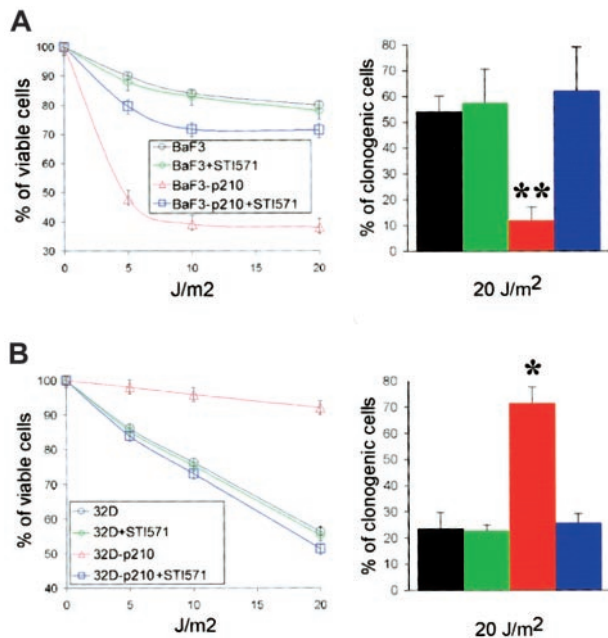 A
% of viable cells
100
90
80
70
60
50
40
30
0
5
10
15
20
J/m2
BaF3
BaF3+STI571
BaF3-p210
BaF3-p210+STI571
% of clonogenic cells
80
70
60
50
40
30
20
10
0
**
20 J/m²
B
% of viable cells
100
90
80
70
60
50
40
0
5
10
15
20
J/m2
32D
32D+STI571
32D-p210
32D-p210+STI571
% of clonogenic cells
80
70
60
50
40
30
20
10
0
*
20 J/m²